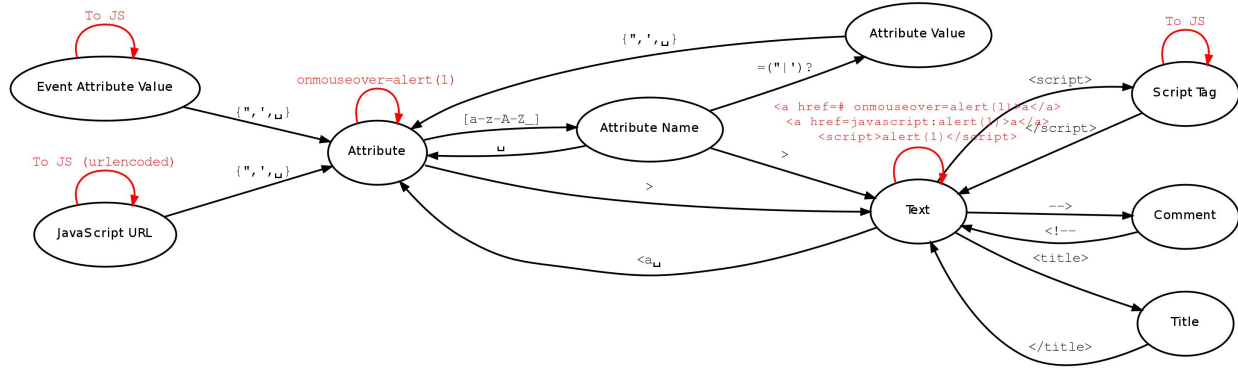 To JS
Event Attribute Value
{",',␣}
To JS (urlencoded)
JavaScript URL
{",',␣}
onmouseover=alert(1)
Attribute
{",',␣}
[a-z-A-Z_]
␣
Attribute Name
=("|')?
Attribute Value
>
>
<a␣
<a href=# onmouseover=alert(1)>a</a>
<a href=javascript:alert(1)>a</a>
<script>alert(1)</script>
Text
<script>
</script>
To JS
Script Tag
-->
<!--
Comment
<title>
</title>
Title